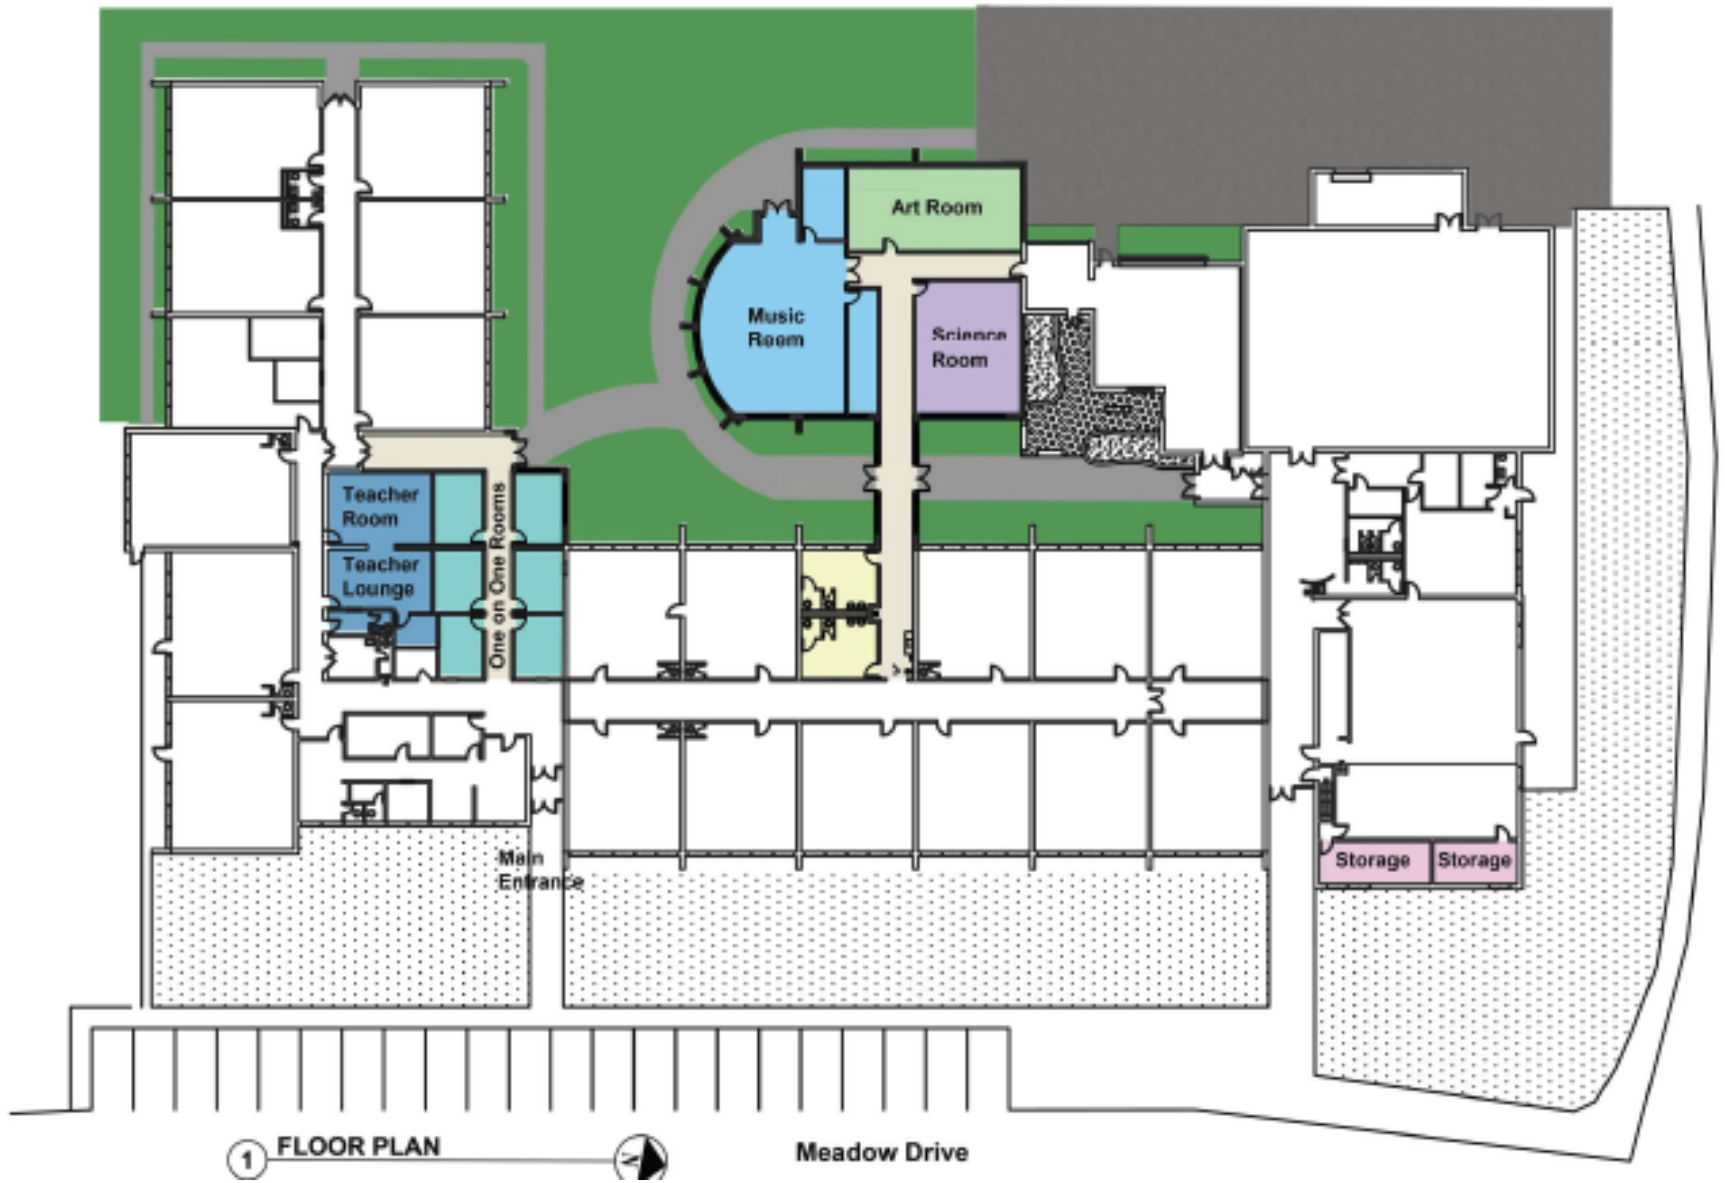 Art Room
Music
Room
Science
Room
Teacher
Room
Teacher
Lounge
One on One Rooms
Main
Entrance
Storage
Storage
1
FLOOR PLAN
N
Meadow Drive